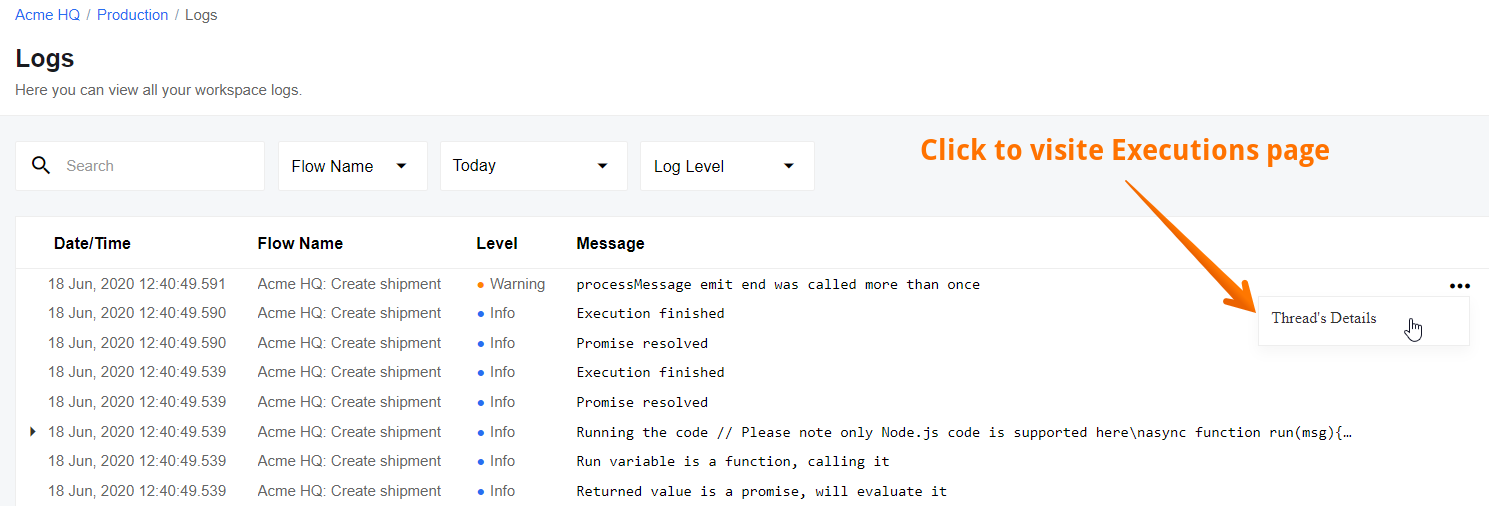 Acme HQ / Production / Logs
Logs
Here you can view all your workspace logs.
Search
Flow Name
Today
Log Level
Click to visite Executions page
Date/Time Flow Name Level Message
18 Jun, 2020 12:40:49.591 Acme HQ: Create shipment Warning processMessage emit end was called more than once •••
Thread's Details
18 Jun, 2020 12:40:49.590 Acme HQ: Create shipment Info Execution finished
18 Jun, 2020 12:40:49.590 Acme HQ: Create shipment Info Promise resolved
18 Jun, 2020 12:40:49.539 Acme HQ: Create shipment Info Execution finished
18 Jun, 2020 12:40:49.539 Acme HQ: Create shipment Info Promise resolved
18 Jun, 2020 12:40:49.539 Acme HQ: Create shipment Info Running the code // Please note only Node.js code is supported here\nasync function run(msg){…
18 Jun, 2020 12:40:49.539 Acme HQ: Create shipment Info Run variable is a function, calling it
18 Jun, 2020 12:40:49.539 Acme HQ: Create shipment Info Returned value is a promise, will evaluate it